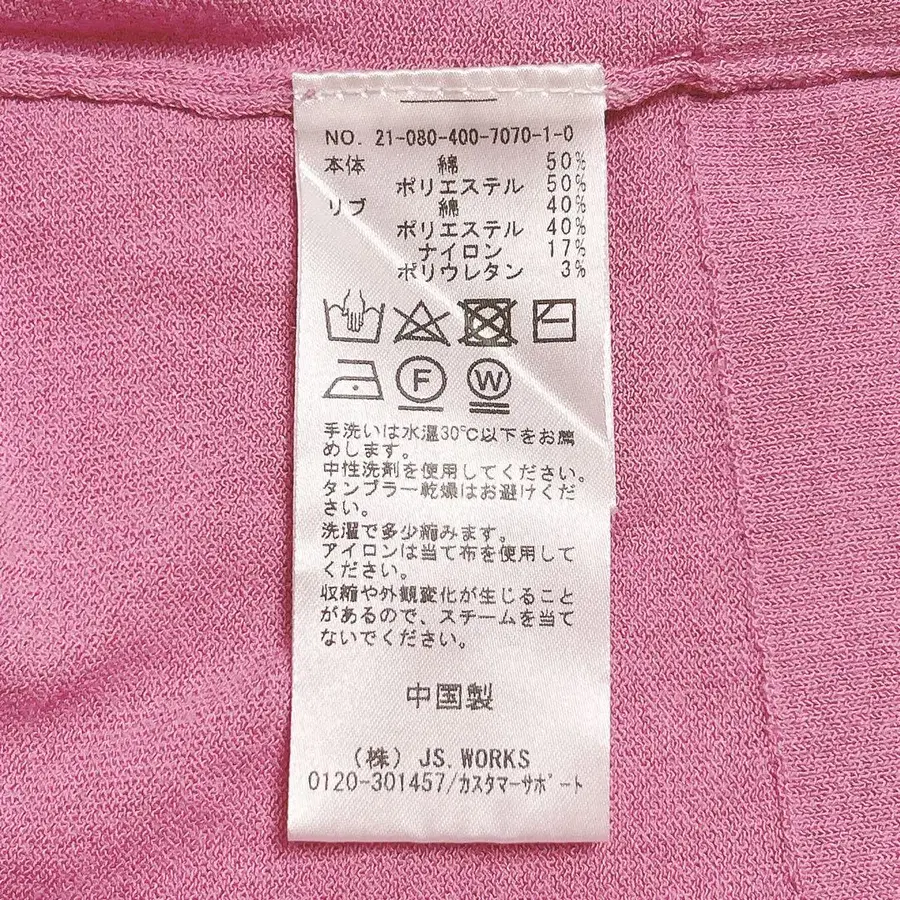 NO. 21-080-400-7070-1-0
本体 綿 50%
ポリエステル 50%
リブ 綿 40%
ポリエステル 40%
ナイロン 17%
ポリウレタン 3%
F W
手洗いは水温30℃以下をお薦
めします。
中性洗剤を使用してください。
タンブラー乾燥はお避けくだ
さい。
洗濯で多少縮みます。
アイロンは当て布を使用して
ください。
収縮や外観変化が生じること
があるので、スチームを当て
ないでください。
中国製
(株) JS.WORKS
0120-301457/カスタマーサポート